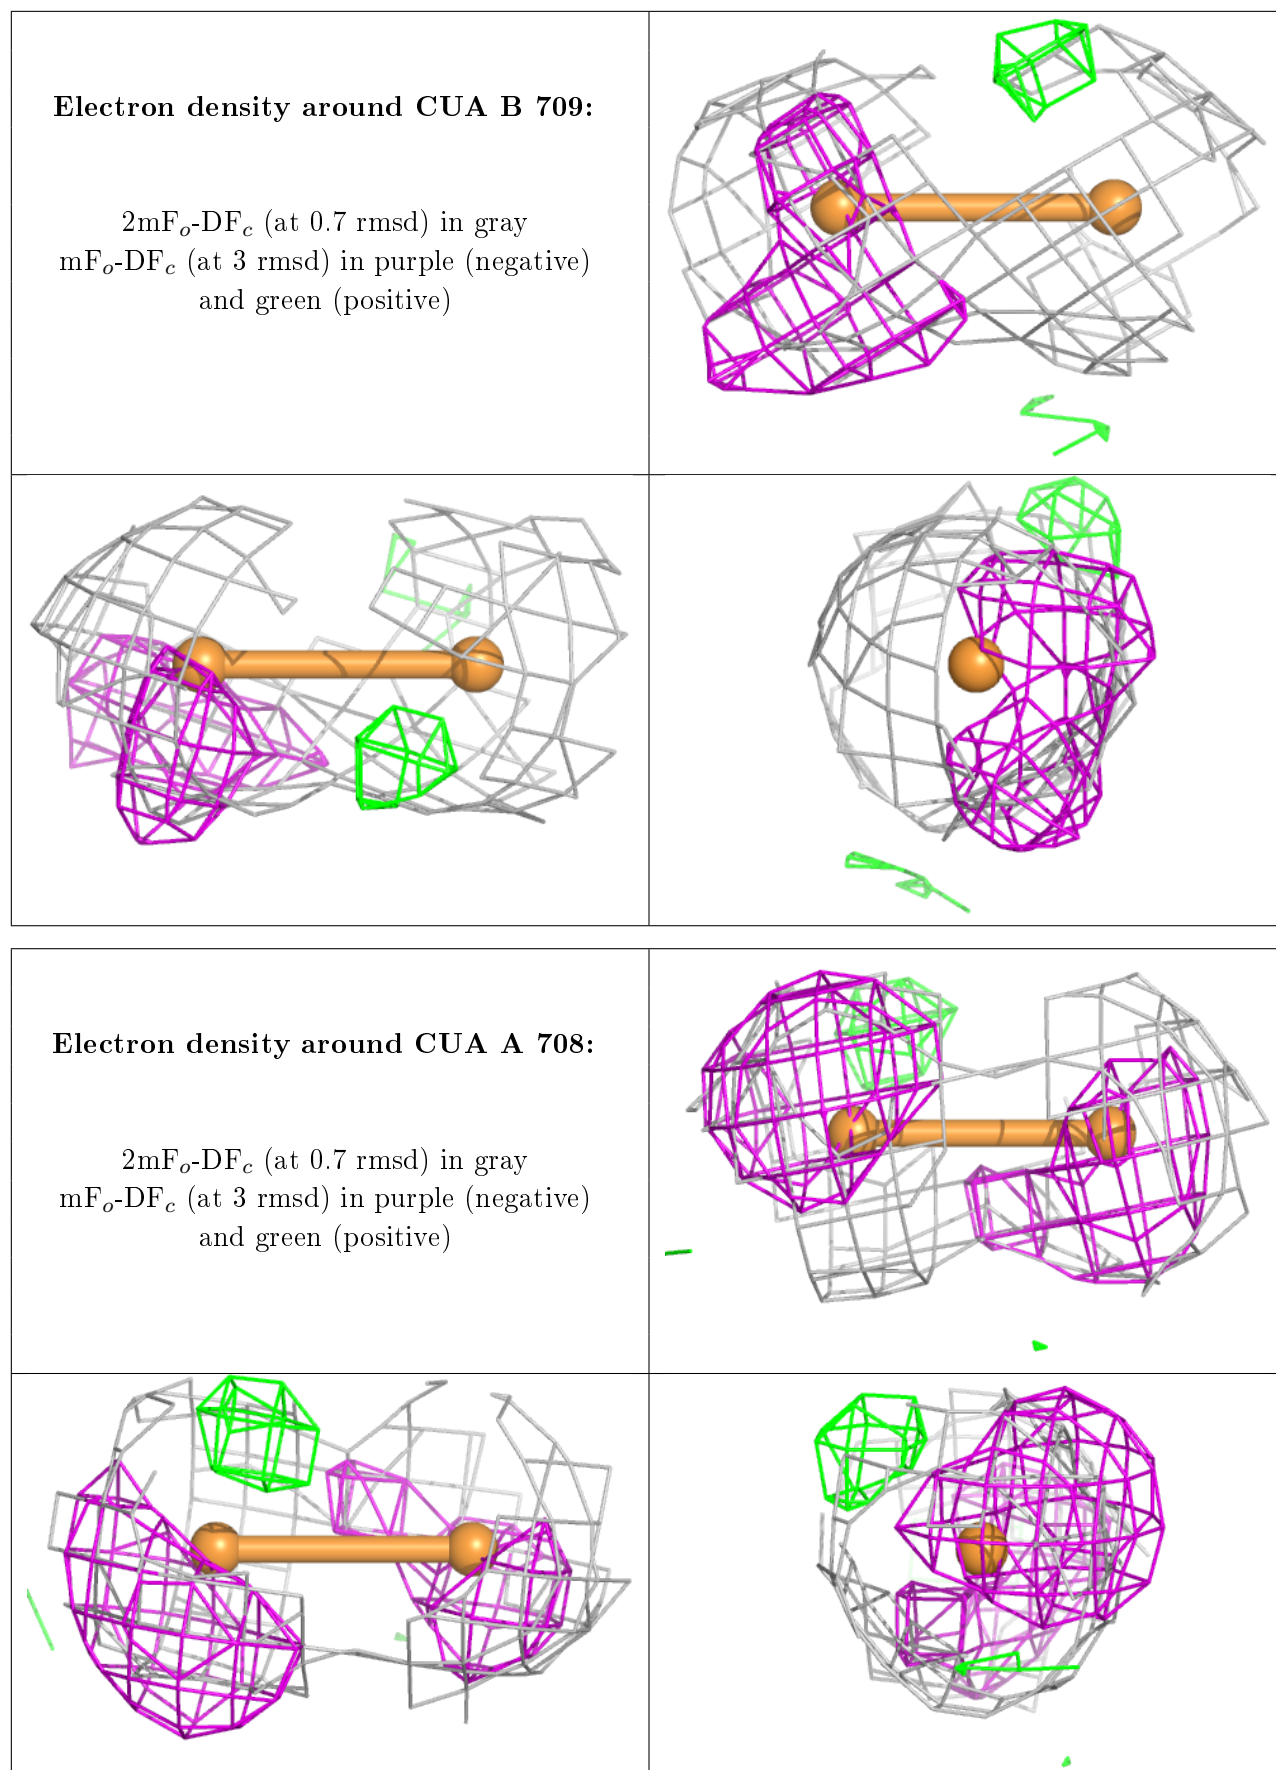 Electron density around CUA B 709:
2mFo-DFc (at 0.7 rmsd) in gray
mFo-DFc (at 3 rmsd) in purple (negative)
and green (positive)
Electron density around CUA A 708:
2mFo-DFc (at 0.7 rmsd) in gray
mFo-DFc (at 3 rmsd) in purple (negative)
and green (positive)